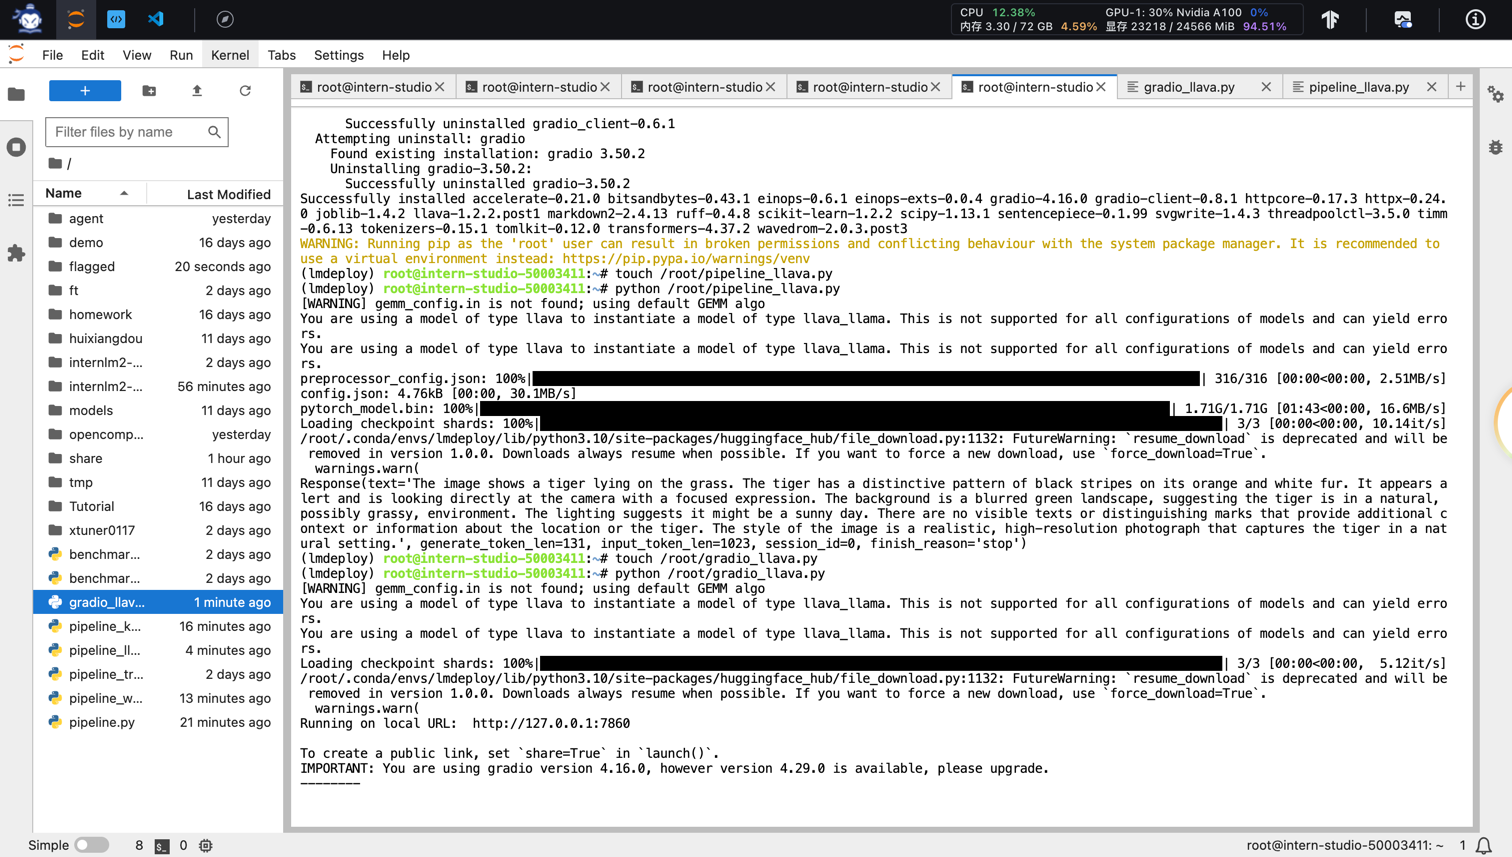 CPU 12.38% GPU-1: 30% Nvidia A100 0%
内存 3.30 / 72 GB 4.59% 显存 23218 / 24566 MiB 94.51%
File Edit View Run Kernel Tabs Settings Help
root@intern-studio root@intern-studio root@intern-studio root@intern-studio root@intern-studio gradio_llava.py pipeline_llava.py
Filter files by name
/
Name Last Modified
agent yesterday
demo 16 days ago
flagged 20 seconds ago
ft 2 days ago
homework 16 days ago
huixiangdou 11 days ago
internlm2-... 2 days ago
internlm2-... 56 minutes ago
models 11 days ago
opencomp... yesterday
share 1 hour ago
tmp 11 days ago
Tutorial 16 days ago
xtuner0117 2 days ago
benchmar... 2 days ago
benchmar... 2 days ago
gradio_llav... 1 minute ago
pipeline_k... 16 minutes ago
pipeline_ll... 4 minutes ago
pipeline_tr... 2 days ago
pipeline_w... 13 minutes ago
pipeline.py 21 minutes ago
Successfully uninstalled gradio_client-0.6.1
Attempting uninstall: gradio
Found existing installation: gradio 3.50.2
Uninstalling gradio-3.50.2:
Successfully uninstalled gradio-3.50.2
Successfully installed accelerate-0.21.0 bitsandbytes-0.43.1 einops-0.6.1 einops-exts-0.0.4 gradio-4.16.0 gradio-client-0.8.1 httpcore-0.17.3 httpx-0.24.
0 joblib-1.4.2 llava-1.2.2.post1 markdown2-2.4.13 ruff-0.4.8 scikit-learn-1.2.2 scipy-1.13.1 sentencepiece-0.1.99 svgwrite-1.4.3 threadpoolctl-3.5.0 timm
-0.6.13 tokenizers-0.15.1 tomlkit-0.12.0 transformers-4.37.2 wavedrom-2.0.3.post3
WARNING: Running pip as the 'root' user can result in broken permissions and conflicting behaviour with the system package manager. It is recommended to
use a virtual environment instead: https://pip.pypa.io/warnings/venv
(lmdeploy) root@intern-studio-50003411:~# touch /root/pipeline_llava.py
(lmdeploy) root@intern-studio-50003411:~# python /root/pipeline_llava.py
[WARNING] gemm_config.in is not found; using default GEMM algo
You are using a model of type llava to instantiate a model of type llava_llama. This is not supported for all configurations of models and can yield erro
rs.
You are using a model of type llava to instantiate a model of type llava_llama. This is not supported for all configurations of models and can yield erro
rs.
preprocessor_config.json: 100%| | 316/316 [00:00<00:00, 2.51MB/s]
config.json: 4.76kB [00:00, 30.1MB/s]
pytorch_model.bin: 100%| | 1.71G/1.71G [01:43<00:00, 16.6MB/s]
Loading checkpoint shards: 100%| | 3/3 [00:00<00:00, 10.14it/s]
/root/.conda/envs/lmdeploy/lib/python3.10/site-packages/huggingface_hub/file_download.py:1132: FutureWarning: `resume_download` is deprecated and will be
removed in version 1.0.0. Downloads always resume when possible. If you want to force a new download, use `force_download=True`.
warnings.warn(
Response(text='The image shows a tiger lying on the grass. The tiger has a distinctive pattern of black stripes on its orange and white fur. It appears a
lert and is looking directly at the camera with a focused expression. The background is a blurred green landscape, suggesting the tiger is in a natural,
possibly grassy, environment. The lighting suggests it might be a sunny day. There are no visible texts or distinguishing marks that provide additional c
ontext or information about the location or the tiger. The style of the image is a realistic, high-resolution photograph that captures the tiger in a nat
ural setting.', generate_token_len=131, input_token_len=1023, session_id=0, finish_reason='stop')
(lmdeploy) root@intern-studio-50003411:~# touch /root/gradio_llava.py
(lmdeploy) root@intern-studio-50003411:~# python /root/gradio_llava.py
[WARNING] gemm_config.in is not found; using default GEMM algo
You are using a model of type llava to instantiate a model of type llava_llama. This is not supported for all configurations of models and can yield erro
rs.
You are using a model of type llava to instantiate a model of type llava_llama. This is not supported for all configurations of models and can yield erro
rs.
Loading checkpoint shards: 100%| | 3/3 [00:00<00:00, 5.12it/s]
/root/.conda/envs/lmdeploy/lib/python3.10/site-packages/huggingface_hub/file_download.py:1132: FutureWarning: `resume_download` is deprecated and will be
removed in version 1.0.0. Downloads always resume when possible. If you want to force a new download, use `force_download=True`.
warnings.warn(
Running on local URL: http://127.0.0.1:7860
To create a public link, set `share=True` in `launch()`.
IMPORTANT: You are using gradio version 4.16.0, however version 4.29.0 is available, please upgrade.
--------
Simple 8 0 root@intern-studio-50003411: ~ 1